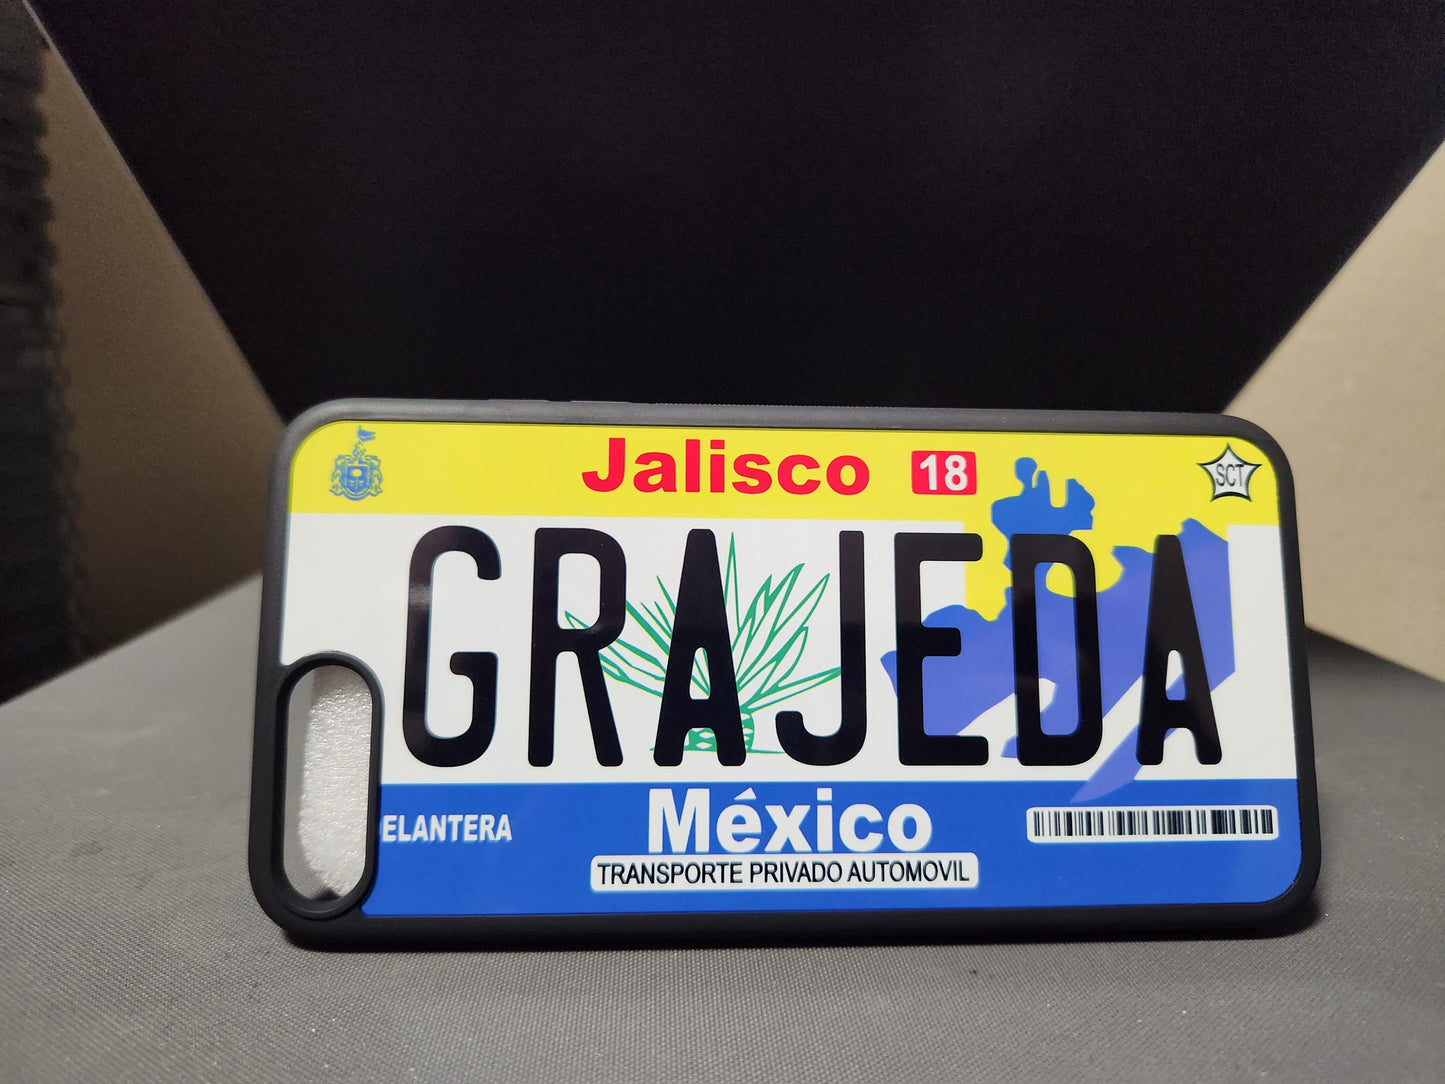 Jalisco 18 SCT
GRAJEDA
ELANTERA
México
TRANSPORTE PRIVADO AUTOMOVIL